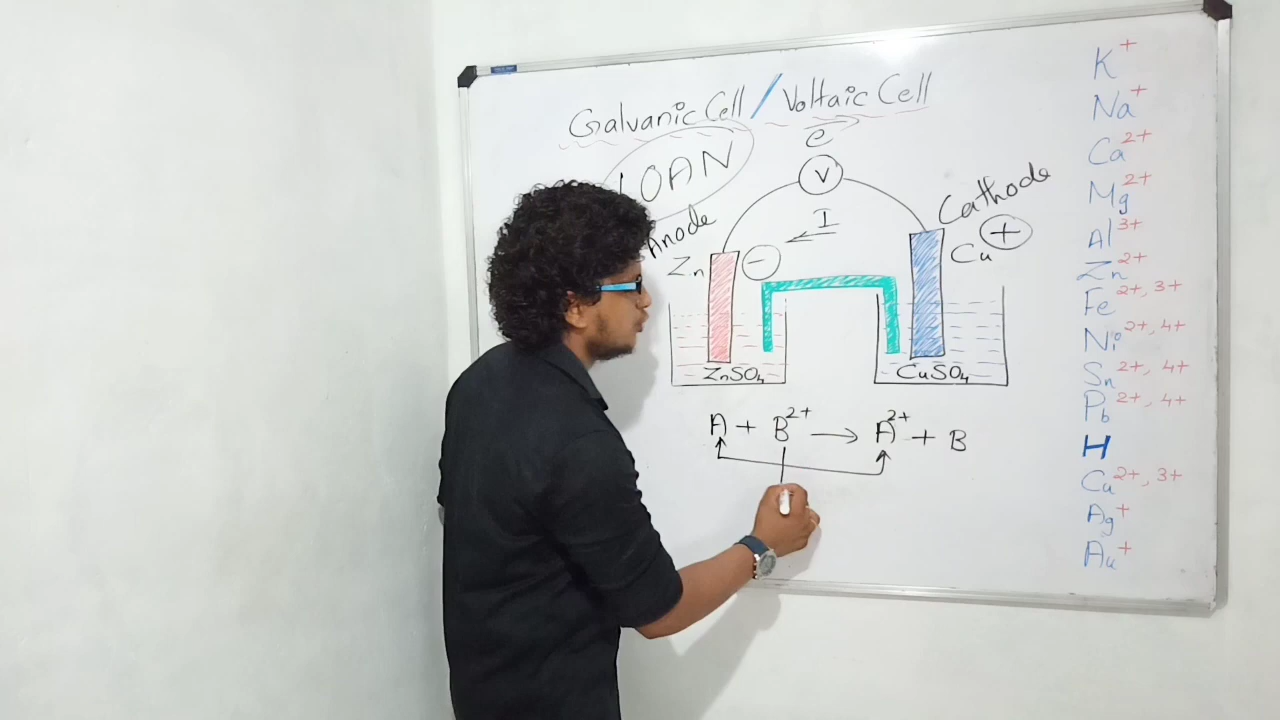 Galvanic Cell / Voltaic Cell
LOAN
e
V
I
Anode
Cathode
Zn
−
Cu
+
ZnSO4
CuSO4
A + B2+ → A2+ + B
K+
Na+
Ca2+
Mg2+
Al3+
Zn2+
Fe2+, 3+
Ni2+, 4+
Sn2+, 4+
Pb2+, 4+
H
Cu2+, 3+
Ag+
Au+